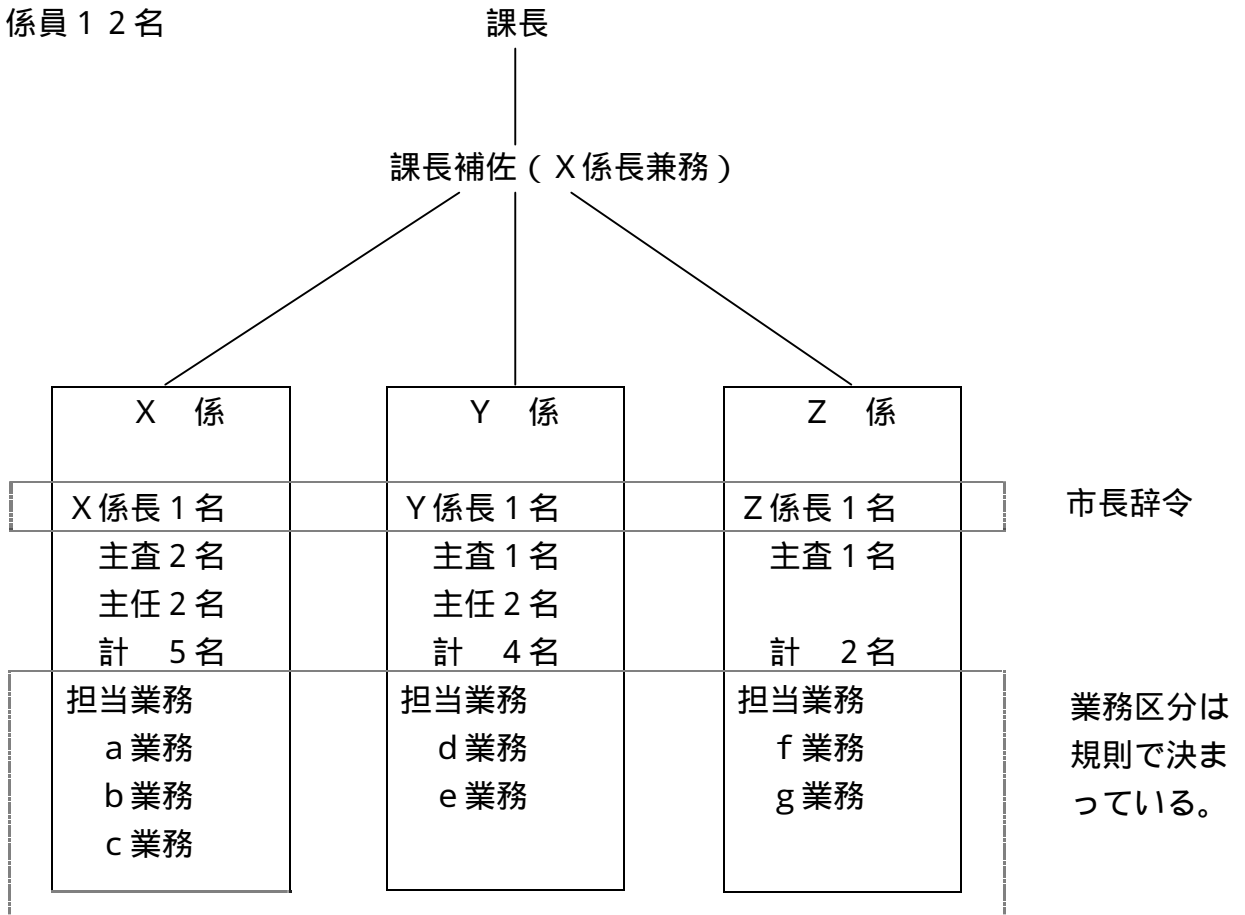 係員12名
課長
課長補佐(X係長兼務)
X 係
X係長1名
主査2名
主任2名
計 5名
担当業務
a業務
b業務
c業務
Y 係
Y係長1名
主査1名
主任2名
計 4名
担当業務
d業務
e業務
Z 係
Z係長1名
主査1名
計 2名
担当業務
f業務
g業務
市長辞令
業務区分は
規則で決ま
っている。